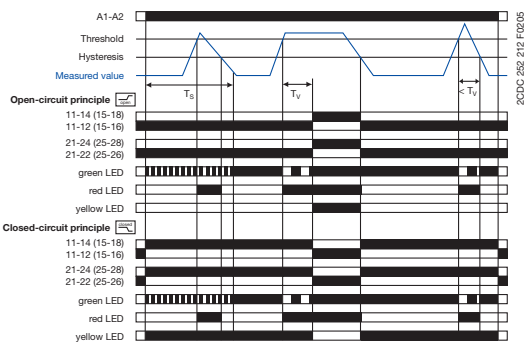 A1-A2
Threshold
Hysteresis
Measured value
TS
TV
< TV
2CDC 252 212 F0205
Open-circuit principle open
11-14 (15-18)
11-12 (15-16)
21-24 (25-28)
21-22 (25-26)
green LED
red LED
yellow LED
Closed-circuit principle closed
11-14 (15-18)
11-12 (15-16)
21-24 (25-28)
21-22 (25-26)
green LED
red LED
yellow LED